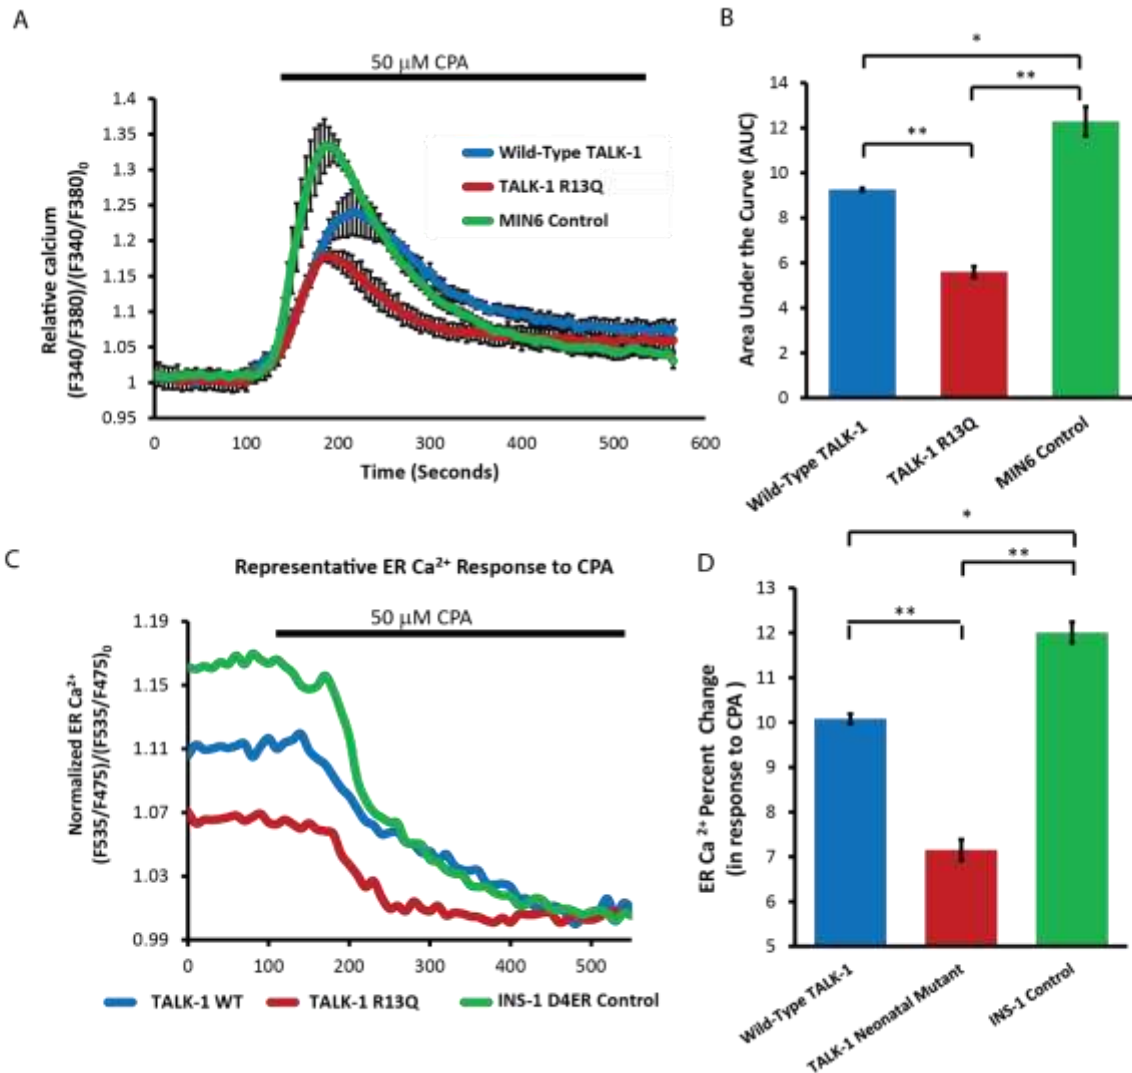 A
50 μM CPA
Relative calcium
(F340/F380)/(F340/F380)0
1.4
1.35
1.3
1.25
1.2
1.15
1.1
1.05
1
0.95
Wild-Type TALK-1
TALK-1 R13Q
MIN6 Control
0 100 200 300 400 500 600
Time (Seconds)
B
*
**
**
Area Under the Curve (AUC)
14
12
10
8
6
4
2
0
Wild-Type TALK-1
TALK-1 R13Q
MIN6 Control
C
Representative ER Ca²⁺ Response to CPA
50 μM CPA
Normalized ER Ca²⁺
(F535/F475)/(F535/F475)0
1.19
1.15
1.11
1.07
1.03
0.99
0 100 200 300 400 500
TALK-1 WT TALK-1 R13Q INS-1 D4ER Control
D
*
**
**
ER Ca ²⁺ Percent Change
(in response to CPA )
13
12
11
10
9
8
7
6
5
Wild-Type TALK-1
TALK-1 Neonatal Mutant
INS-1 Control